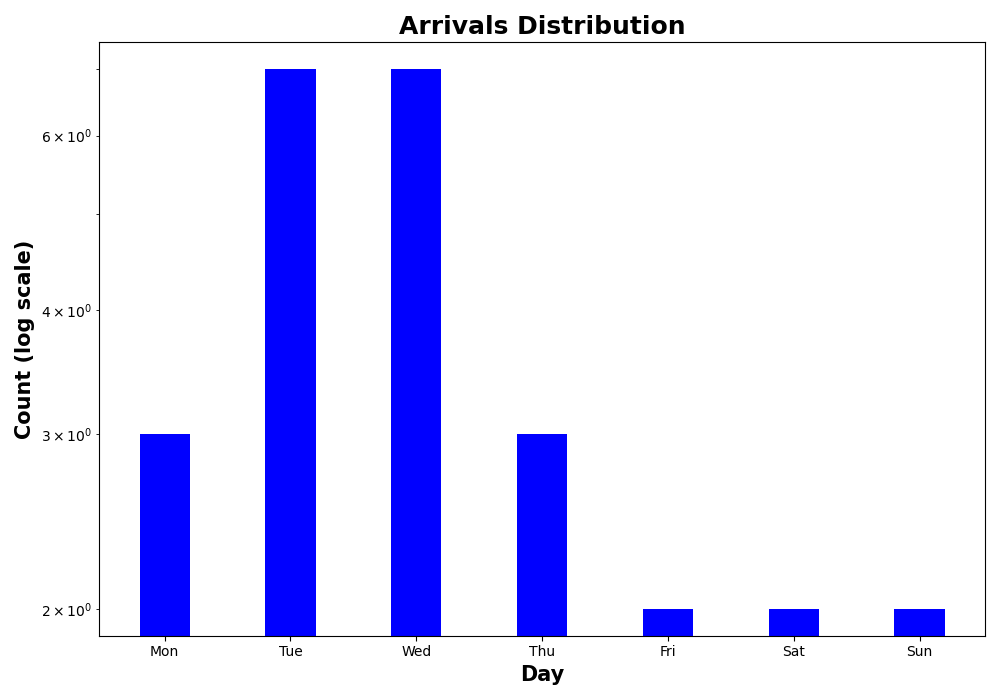 Arrivals Distribution
Count (log scale)
6 × 10⁰
4 × 10⁰
3 × 10⁰
2 × 10⁰
Mon Tue Wed Thu Fri Sat Sun
Day